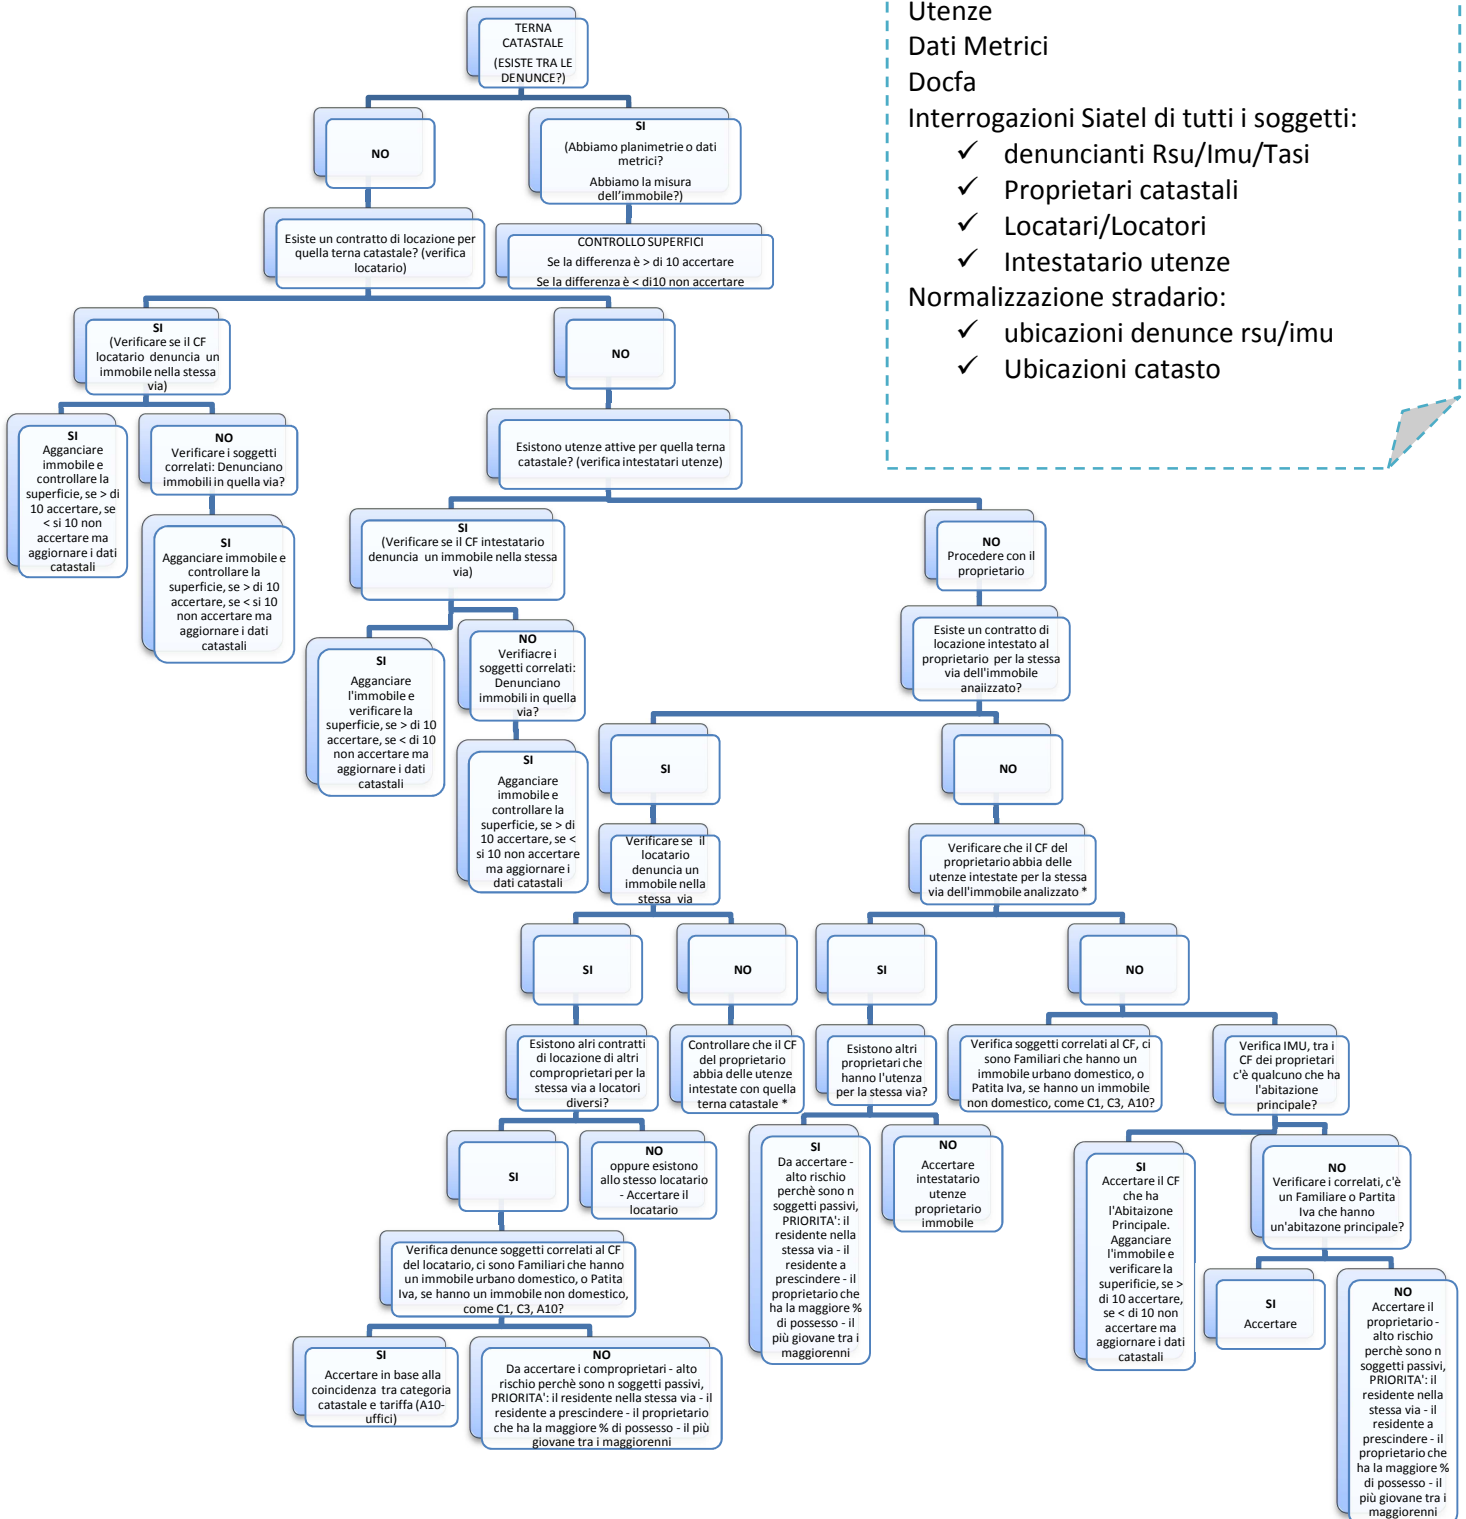 TERNA
CATASTALE
(ESISTE TRA LE
DENUNCE?)
NO
SI
(Abbiamo planimetrie o dati
metrici?
Abbiamo la misura
dell'immobile?)
Esiste un contratto di locazione per
quella terna catastale? (verifica
locatario)
CONTROLLO SUPERFICI
Se la differenza è > di 10 accertare
Se la differenza è < di10 non accertare
Utenze
Dati Metrici
Docfa
Interrogazioni Siatel di tutti i soggetti:
✓ denuncianti Rsu/Imu/Tasi
✓ Proprietari catastali
✓ Locatari/Locatori
✓ Intestatario utenze
Normalizzazione stradario:
✓ ubicazioni denunce rsu/imu
✓ Ubicazioni catasto
SI
(Verificare se il CF
locatario denuncia un
immobile nella stessa
via)
NO
SI
Agganciare
immobile e
controllare la
superficie, se > di
10 accertare, se
< si 10 non
accertare ma
aggiornare i dati
catastali
NO
Verificare i soggetti
correlati: Denunciano
immobili in quella via?
SI
Agganciare immobile e
controllare la
superficie, se > di 10
accertare, se < si 10
non accertare ma
aggiornare i dati
catastali
Esistono utenze attive per quella terna
catastale? (verifica intestatari utenze)
SI
(Verificare se il CF intestatario
denuncia un immobile nella stessa
via)
NO
Procedere con il
proprietario
SI
Agganciare
l'immobile e
verificare la
superficie, se > di 10
accertare, se < di 10
non accertare ma
aggiornare i dati
catastali
NO
Verifiacre i
soggetti correlati:
Denunciano
immobili in quella
via?
SI
Agganciare
immobile e
controllare la
superficie, se > di
10 accertare, se <
si 10 non accertare
ma aggiornare i
dati catastali
Esiste un contratto di
locazione intestato al
proprietario per la stessa
via dell'immobile
anaiizzato?
SI
NO
Verificare se il
locatario
denuncia un
immobile nella
stessa via
Verificare che il CF del
proprietario abbia delle
utenze intestate per la stessa
via dell'immobile analizzato *
SI
NO
SI
NO
Esistono alri contratti
di locazione di altri
comproprietari per la
stessa via a locatori
diversi?
Controllare che il CF
del proprietario
abbia delle utenze
intestate con quella
terna catastale *
Esistono altri
proprietari che
hanno l'utenza
per la stessa via?
Verifica soggetti correlati al CF, ci
sono Familiari che hanno un
immobile urbano domestico, o
Patita Iva, se hanno un immobile
non domestico, come C1, C3, A10?
Verifica IMU, tra i
CF dei proprietari
c'è qualcuno che ha
l'abitazione
principale?
SI
NO
oppure esistono
allo stesso locatario
- Accertare il
locatario
SI
Da accertare -
alto rischio
perchè sono n
soggetti passivi,
PRIORITA': il
residente nella
stessa via - il
residente a
prescindere - il
proprietario che
ha la maggiore %
di possesso - il
più giovane tra i
maggiorenni
NO
Accertare
intestatario
utenze
proprietario
immobile
SI
Accertare il CF
che ha
l'Abitaizone
Principale.
Agganciare
l'immobile e
verificare la
superificie, se >
di 10 accertare,
se < di 10 non
accertare ma
aggiornare i dati
catastali
NO
Verificare i correlati, c'è
un Familiare o Partita
Iva che hanno
un'abitazone principale?
Verifica denunce soggetti correlati al CF
del locatario, ci sono Familiari che hanno
un immobile urbano domestico, o Patita
Iva, se hanno un immobile non domestico,
come C1, C3, A10?
SI
Accertare
NO
Accertare il
proprietario -
alto rischio
perchè sono n
soggetti passivi,
PRIORITA': il
residente nella
stessa via - il
residente a
prescindere - il
proprietario che
ha la maggiore %
di possesso - il
più giovane tra i
maggiorenni
SI
Accertare in base alla
coincidenza tra categoria
catastale e tariffa (A10-
uffici)
NO
Da accertare i comproprietari - alto
rischio perchè sono n soggetti passivi,
PRIORITA': il residente nella stessa via - il
residente a prescindere - il proprietario
che ha la maggiore % di possesso - il più
giovane tra i maggiorenni